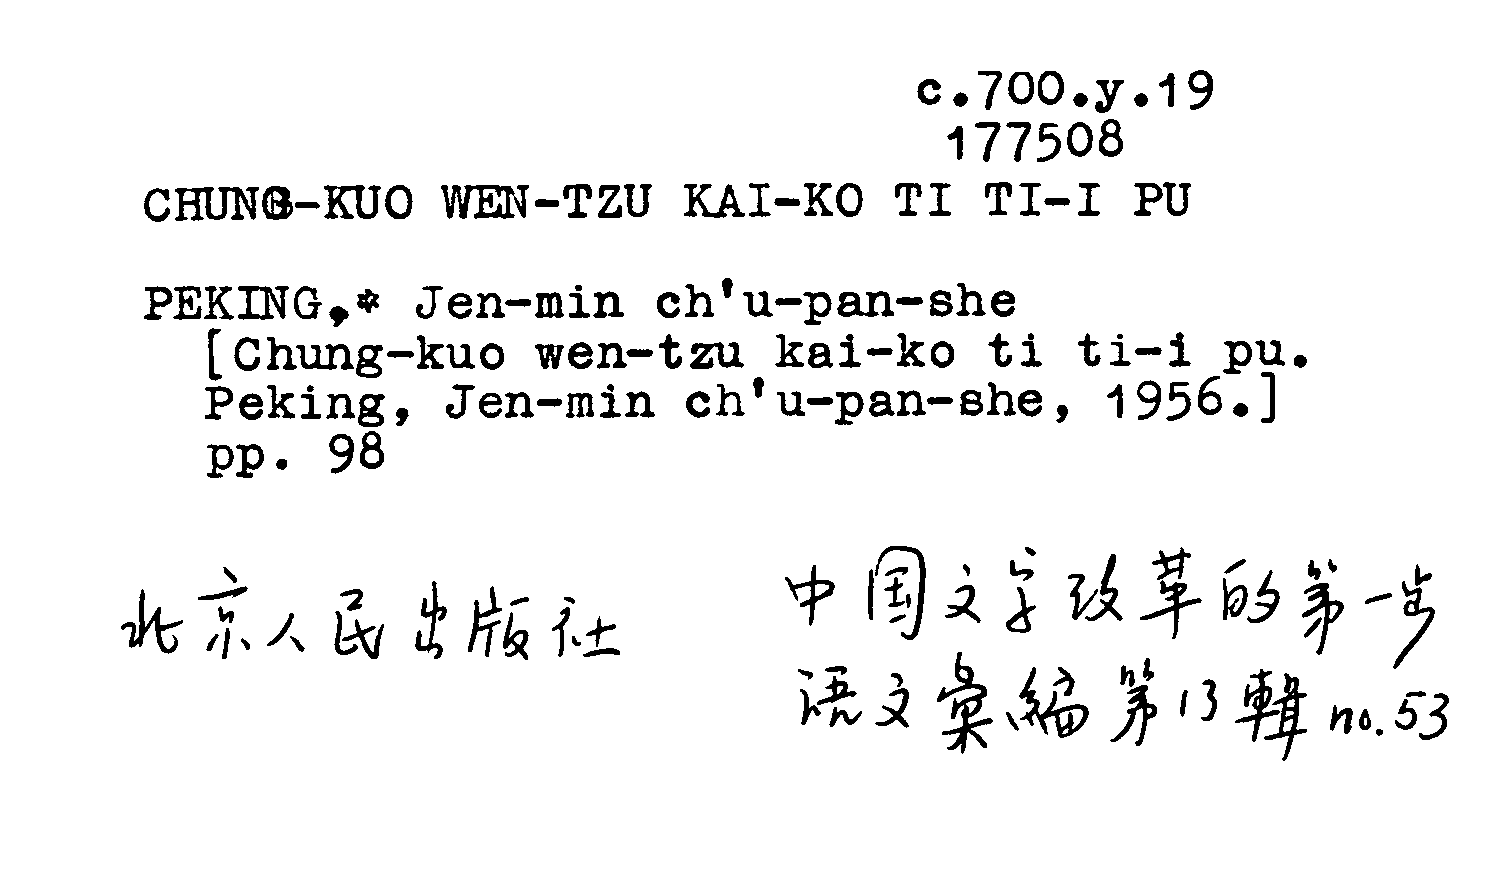 c.700.y.19
177508
CHUNG-KUO WEN-TZU KAI-KO TI TI-I PU
PEKING,* Jen-min ch'u-pan-she
[Chung-kuo wen-tzu kai-ko ti ti-i pu.
Peking, Jen-min ch'u-pan-she, 1956.]
pp. 98
北京人民出版社
中国文字改革的第一步
语文彙编第13輯 no.53